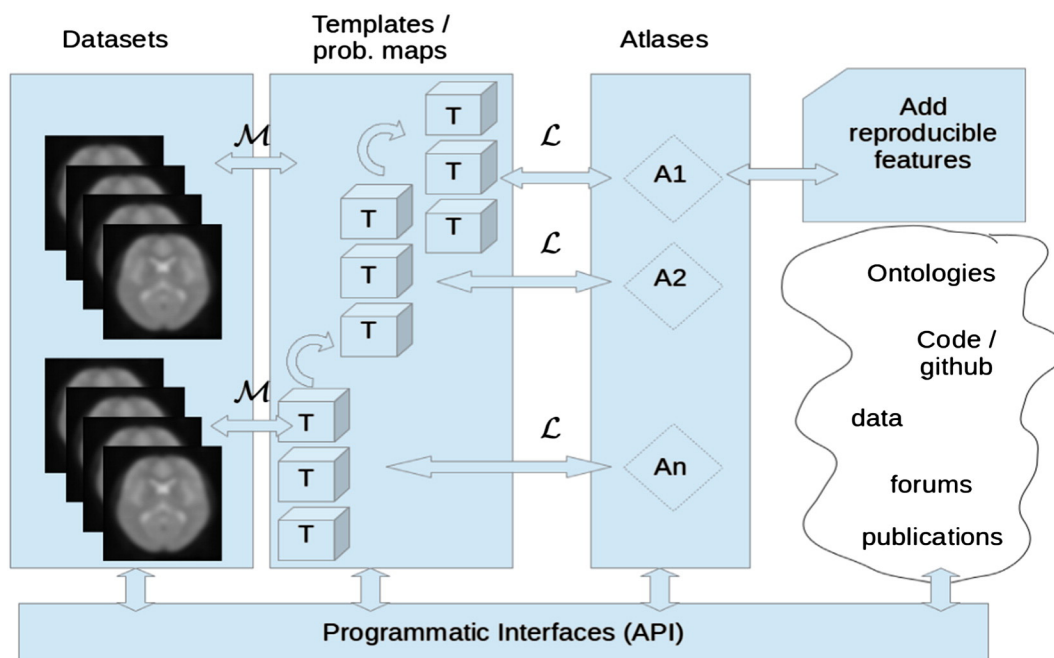 Datasets
Templates /
prob. maps
Atlases
ℳ
T
T
T
T
T
T
ℳ
T
T
T
ℒ
ℒ
ℒ
A1
A2
An
Add
reproducible
features
Ontologies
Code /
github
data
forums
publications
Programmatic Interfaces (API)